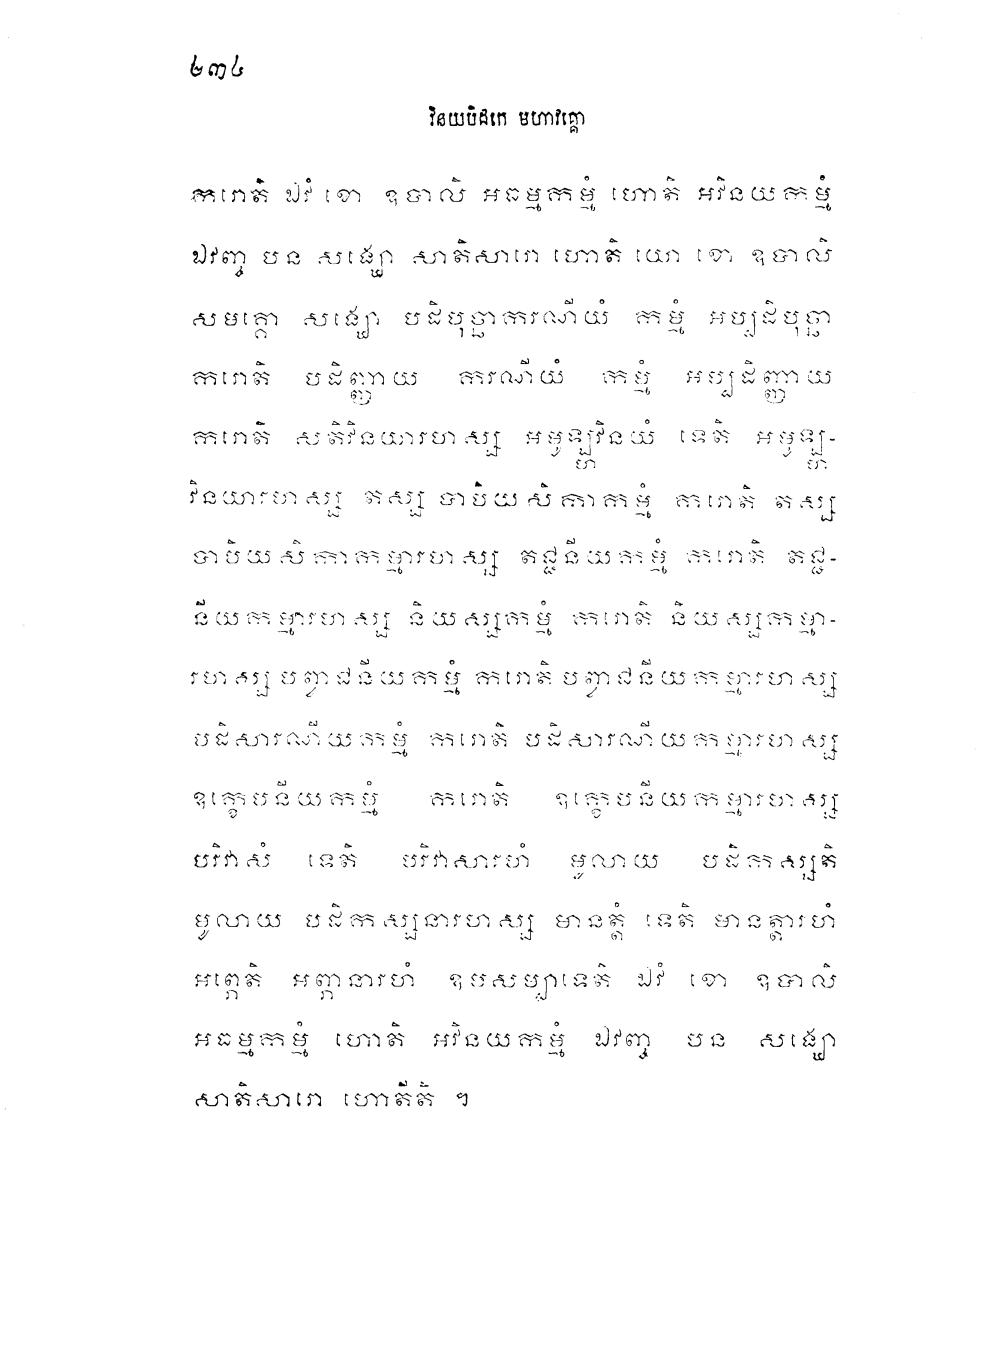 ២៣៤
វិនយបិដកេ មហាវគ្គោ
ករោតិ ឯវំ ខោ ឧបាលិ អធម្មកម្មំ ហោតិ អវិនយកម្មំ
ឯវញ្ច បន សង្ឃោ សាតិសារោ ហោតិ យោ ខោ ឧបាលិ
សមគ្គោ សង្ឃោ បដិបុច្ឆាករណីយំ កម្មំ អប្បដិបុច្ឆា
ករោតិ បដិញ្ញាយ ករណីយំ កម្មំ អប្បដិញ្ញាយ
ករោតិ សតិវិនយារហស្ស អមូឡ្ហវិនយំ ទេតិ អមូឡ្ហ-
វិនយារហស្ស តស្ស បាបិយសិកាកម្មំ ករោតិ តស្ស
បាបិយសិកាកម្មារហស្ស តជ្ជនីយកម្មំ ករោតិ តជ្ជ-
នីយកម្មារហស្ស និយស្សកម្មំ ករោតិ និយស្សកម្មា-
រហស្ស បព្វាជនីយកម្មំ ករោតិ បព្វាជនីយកម្មារហស្ស
បដិសារណីយកម្មំ ករោតិ បដិសារណីយកម្មារហស្ស
ឧក្ខេបនីយកម្មំ ករោតិ ឧក្ខេបនីយកម្មារហស្ស
បរិវាសំ ទេតិ បរិវាសារហំ មូលាយ បដិកស្សតិ
មូលាយ បដិកស្សនារហស្ស មានត្តំ ទេតិ មានត្តារហំ
អព្ភេតិ អព្ភានារហំ ឧបសម្បាទេតិ ឯវំ ខោ ឧបាលិ
អធម្មកម្មំ ហោតិ អវិនយកម្មំ ឯវញ្ច បន សង្ឃោ
សាតិសារោ ហោតីតិ ។